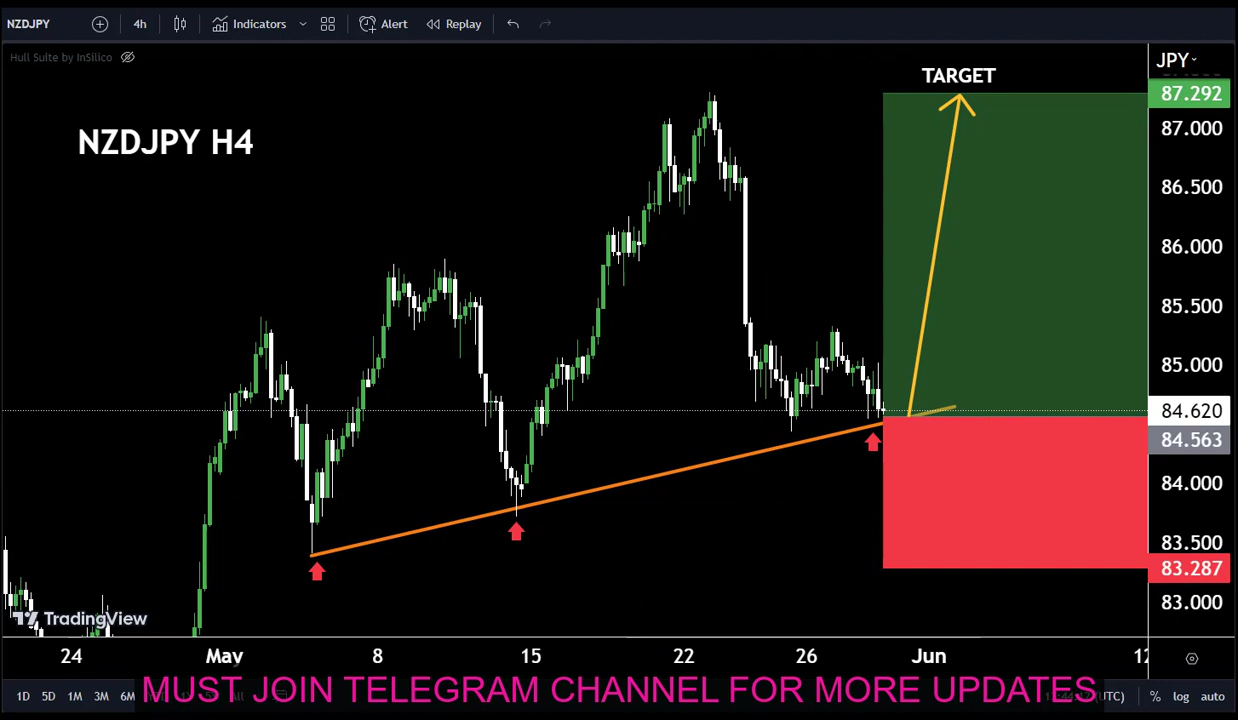 NZDJPY 4h Indicators Alert Replay
Hull Suite by InSilico
JPY
TARGET
87.292
NZDJPY H4
87.000
86.500
86.000
85.500
85.000
84.620
84.563
84.000
83.500
83.287
83.000
TradingView
24 May 8 15 22 26 Jun 12
1D 5D 1M 3M 6M
MUST JOIN TELEGRAM CHANNEL FOR MORE UPDATES
(UTC) % log auto